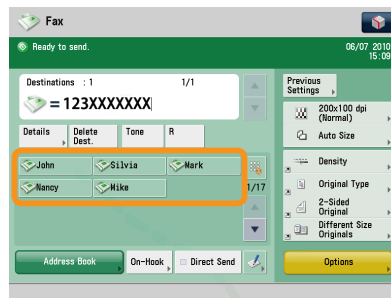 Fax
Ready to send.
06/07 2010
15:09
Destinations : 1
1/1
= 123XXXXXXX
Details
Delete
Dest.
Tone
R
John
Silvia
Mark
Nancy
Mike
1/17
Address Book
On-Hook
Direct Send
Previous
Settings
200x100 dpi
(Normal)
Auto Size
Density
Original Type
2-Sided
Original
Different Size
Originals
Options